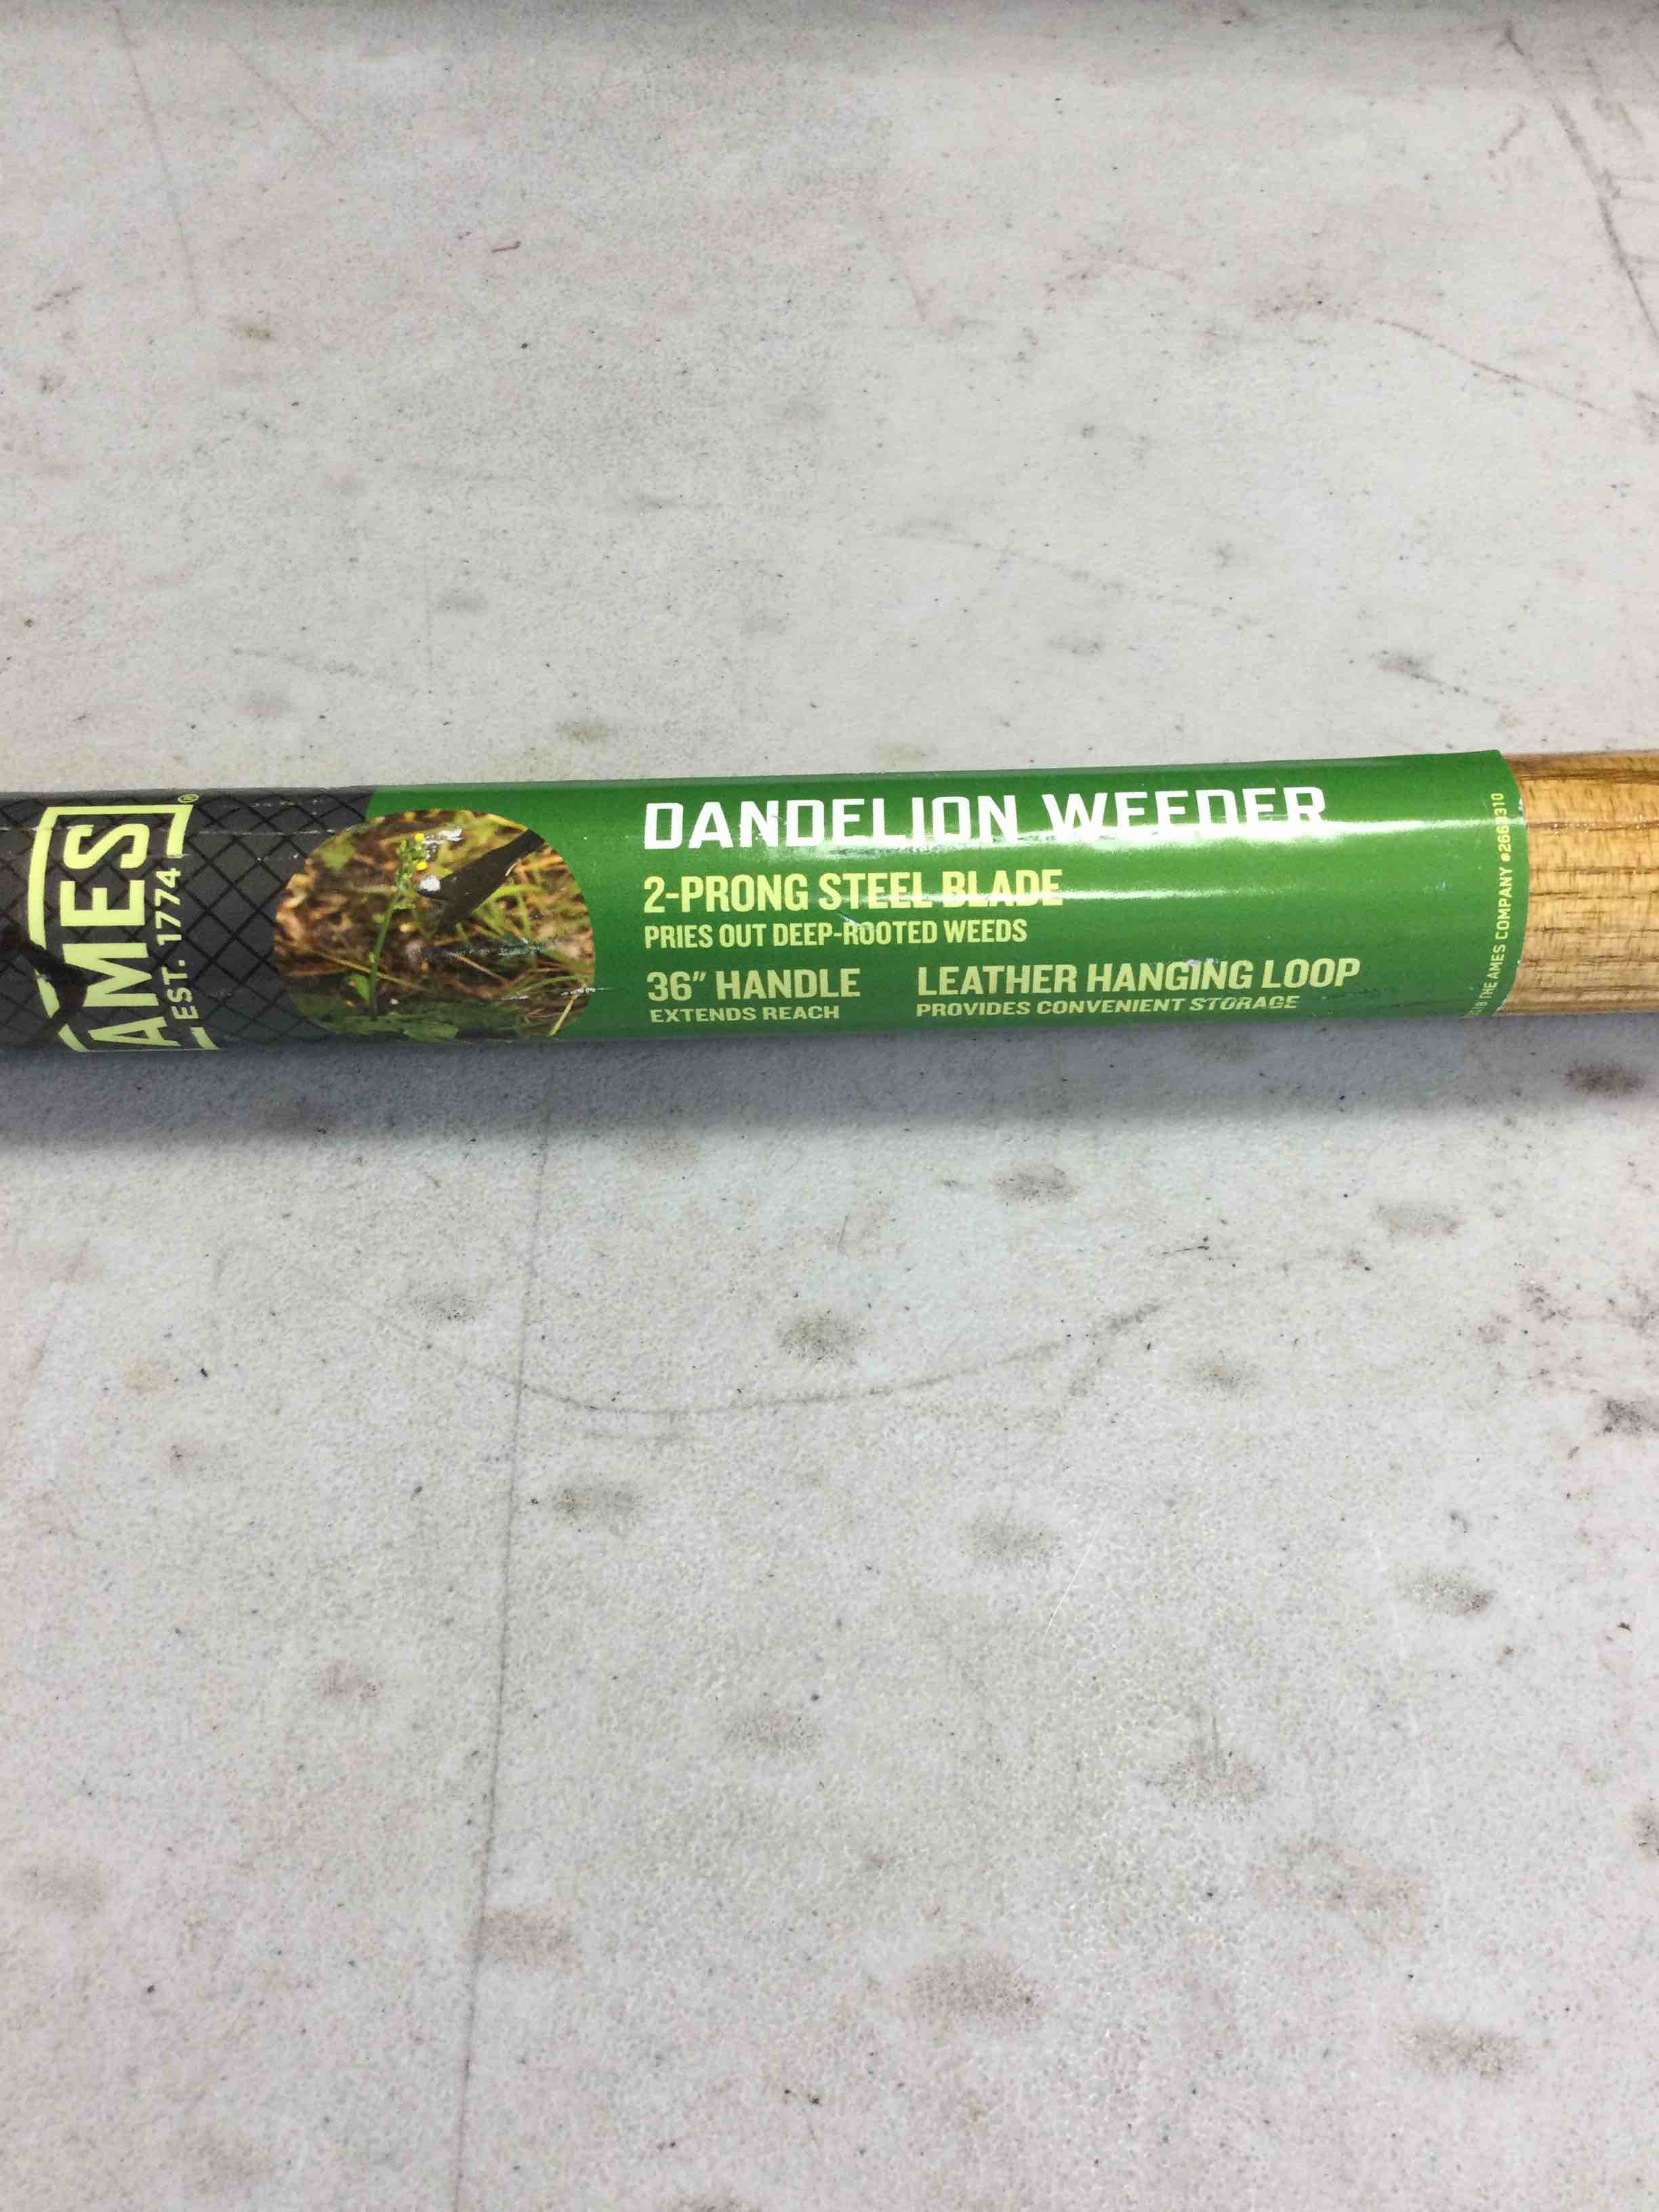 AMES®
EST. 1774
DANDELION WEEDER
2-PRONG STEEL BLADE
PRIES OUT DEEP-ROOTED WEEDS
36" HANDLE
EXTENDS REACH
LEATHER HANGING LOOP
PROVIDES CONVENIENT STORAGE
THE AMES COMPANY